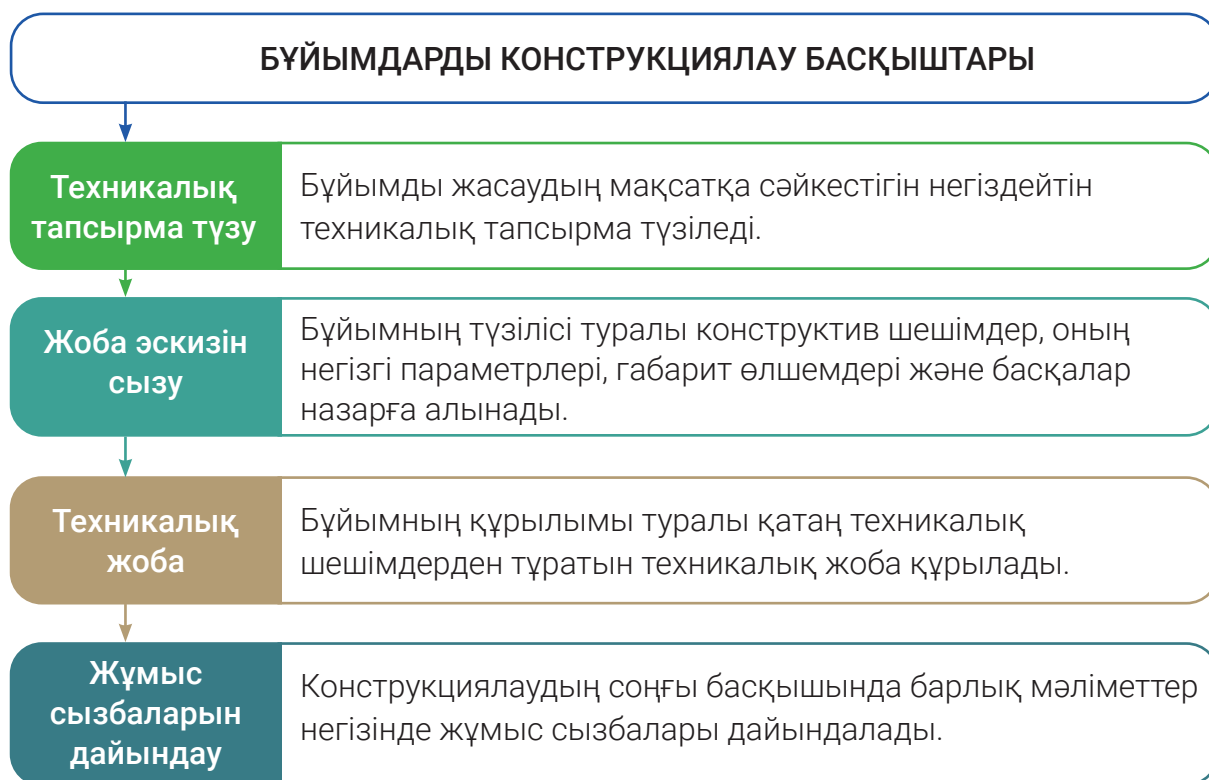 БҰЙЫМДАРДЫ КОНСТРУКЦИЯЛАУ БАСҚЫШТАРЫ
Техникалық
тапсырма түзу
Бұйымды жасаудың мақсатқа сәйкестігін негіздейтін
техникалық тапсырма түзіледі.
Жоба эскизін
сызу
Бұйымның түзілісі туралы конструктив шешімдер, оның
негізгі параметрлері, габарит өлшемдері және басқалар
назарға алынады.
Техникалық
жоба
Бұйымның құрылымы туралы қатаң техникалық
шешімдерден тұратын техникалық жоба құрылады.
Жұмыс
сызбаларын
дайындау
Конструкциялаудың соңғы басқышында барлық мәліметтер
негізінде жұмыс сызбалары дайындалады.